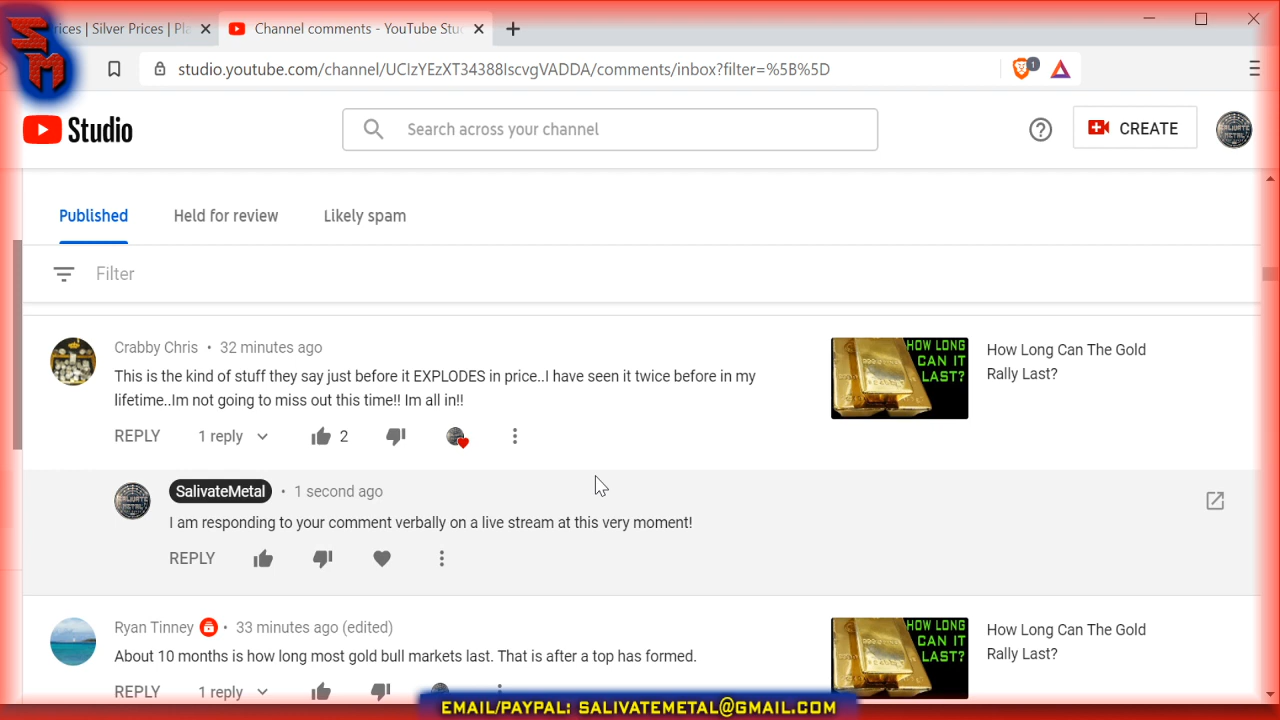 SM
rices | Silver Prices | Pla
Channel comments - YouTube Stu
studio.youtube.com/channel/UCIzYEzXT34388IscvgVADDA/comments/inbox?filter=%5B%5D
1
Studio
Search across your channel
CREATE
SALIVATE METAL
Published
Held for review
Likely spam
Filter
Crabby Chris • 32 minutes ago
This is the kind of stuff they say just before it EXPLODES in price..I have seen it twice before in my
lifetime..Im not going to miss out this time!! Im all in!!
REPLY 1 reply 2
HOW LONG
CAN IT
LAST?
How Long Can The Gold
Rally Last?
SalivateMetal • 1 second ago
I am responding to your comment verbally on a live stream at this very moment!
REPLY
Ryan Tinney • 33 minutes ago (edited)
About 10 months is how long most gold bull markets last. That is after a top has formed.
REPLY 1 reply
HOW LONG
CAN IT
LAST?
How Long Can The Gold
Rally Last?
EMAIL/PAYPAL: SALIVATEMETAL@GMAIL.COM